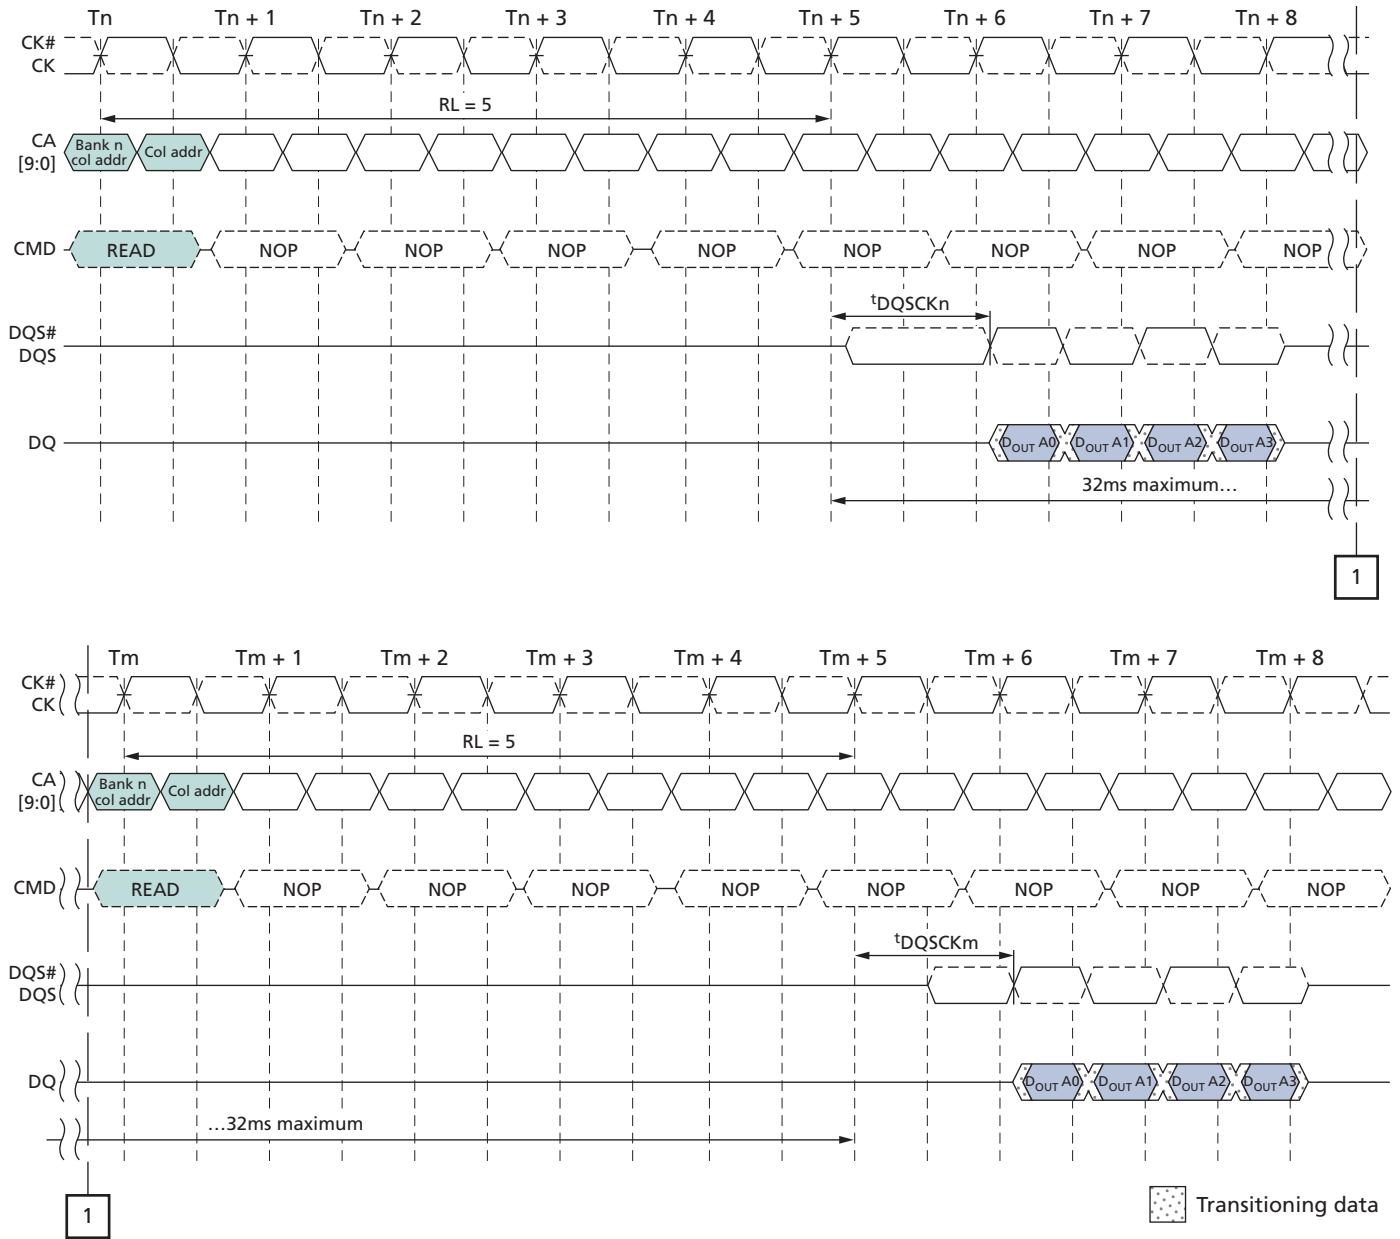 Tn Tn + 1 Tn + 2 Tn + 3 Tn + 4 Tn + 5 Tn + 6 Tn + 7 Tn + 8
CK#
CK
RL = 5
CA
[9:0]
Bank n
col addr
Col addr
CMD READ NOP NOP NOP NOP NOP NOP NOP NOP
tDQSCKn
DQS#
DQS
DQ DOUT A0 DOUT A1 DOUT A2 DOUT A3
32ms maximum…
1
Tm Tm + 1 Tm + 2 Tm + 3 Tm + 4 Tm + 5 Tm + 6 Tm + 7 Tm + 8
CK#
CK
RL = 5
CA
[9:0]
Bank n
col addr
Col addr
CMD READ NOP NOP NOP NOP NOP NOP NOP NOP
tDQSCKm
DQS#
DQS
DQ DOUT A0 DOUT A1 DOUT A2 DOUT A3
…32ms maximum
1
Transitioning data